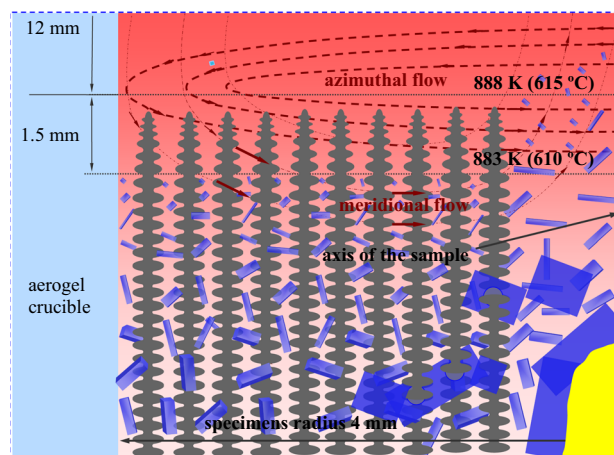 12 mm
azimuthal flow
888 K (615 ºC)
1.5 mm
883 K (610 ºC)
meridional flow
axis of the sample
aerogel
crucible
specimens radius 4 mm